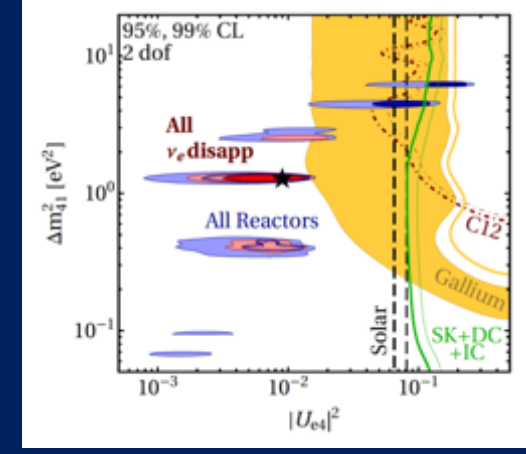 95%, 99% CL
2 dof
All
νₑ disapp
All Reactors
C12
Gallium
Solar
SK+DC
+IC
10¹
10⁰
10⁻¹
Δm²₄₁ [eV²]
10⁻³ 10⁻² 10⁻¹
|Uₑ₄|²